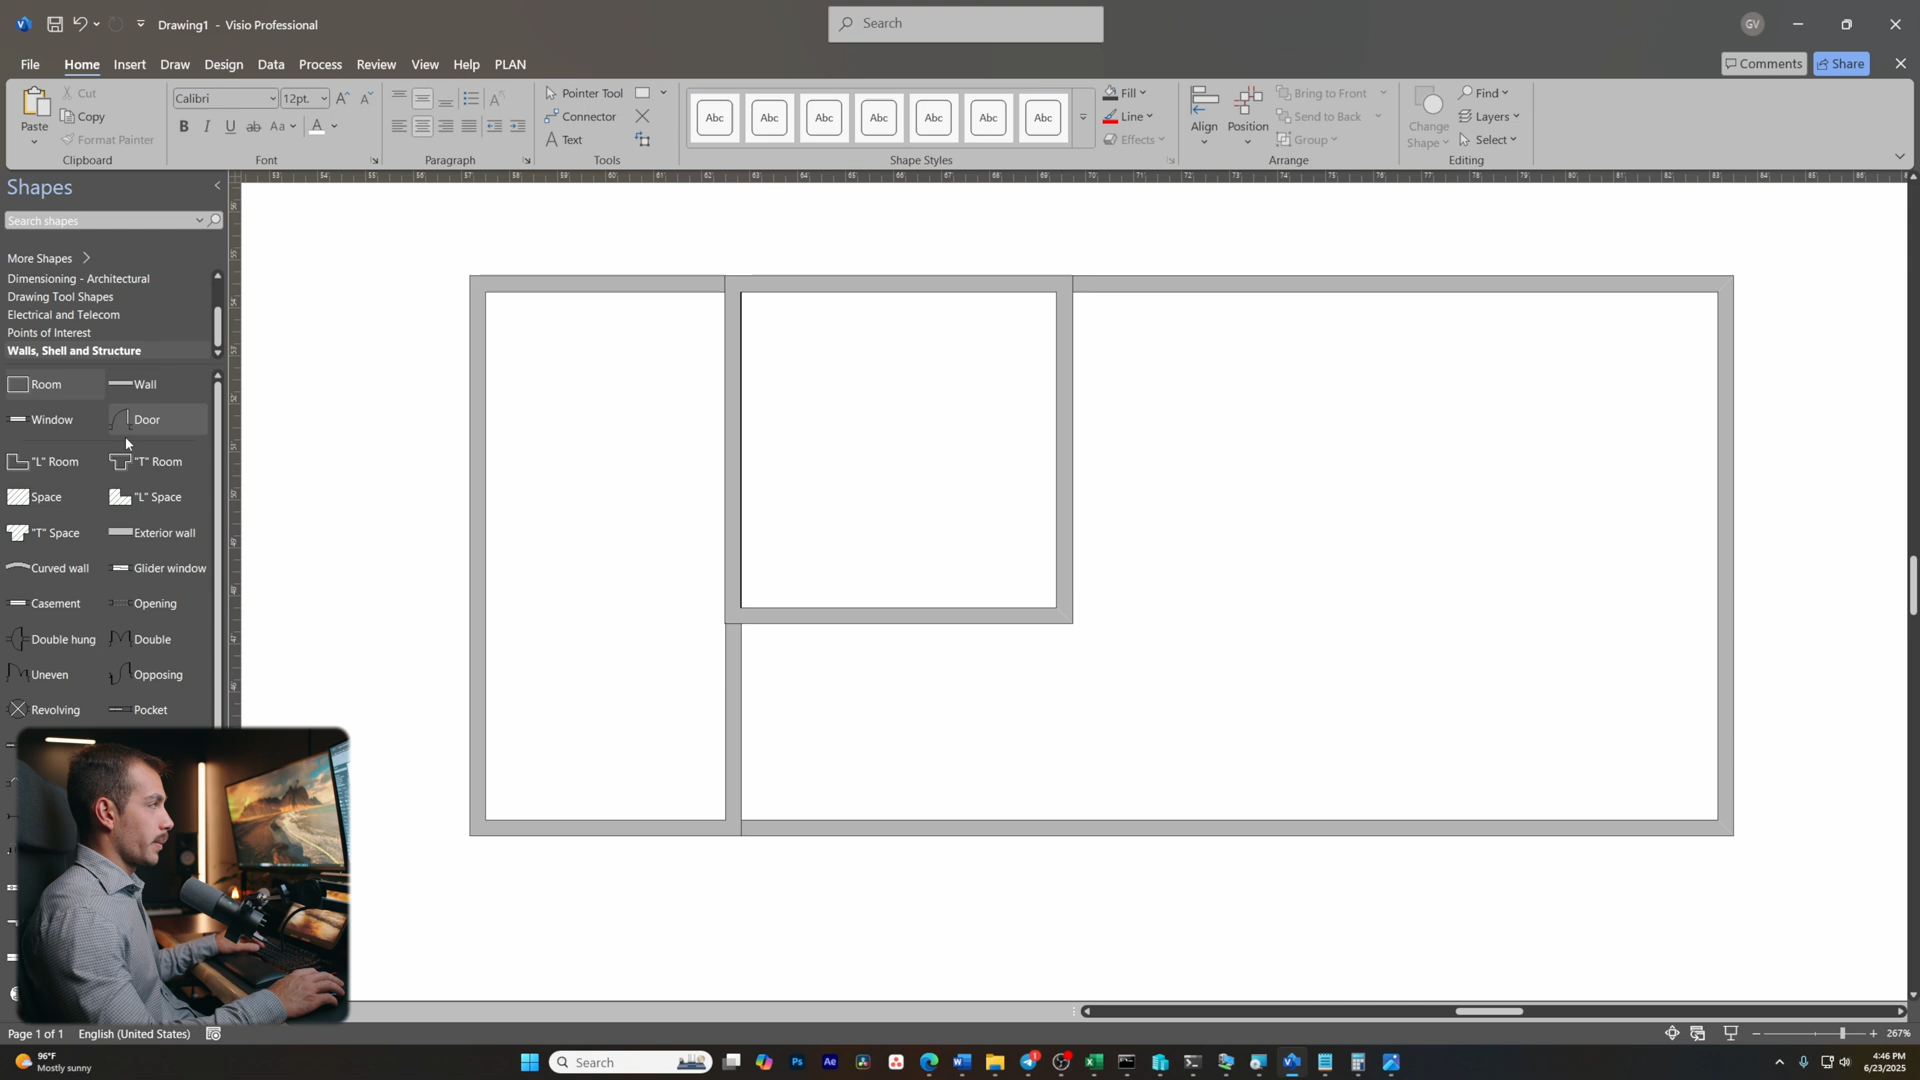 Drawing1 - Visio Professional
Search
GV
File Home Insert Draw Design Data Process Review View Help PLAN
Comments Share
Paste
Cut
Copy
Format Painter
Clipboard
Calibri 12pt.
Font
Paragraph
Pointer Tool
Connector
Text
Tools
Abc Abc Abc Abc Abc Abc Abc
Shape Styles
Fill
Line
Effects
Align
Position
Bring to Front
Send to Back
Group
Arrange
Change
Shape
Find
Layers
Select
Editing
Shapes
Search shapes
More Shapes
Dimensioning - Architectural
Drawing Tool Shapes
Electrical and Telecom
Points of Interest
Walls, Shell and Structure
Room Wall
Window Door
"L" Room "T" Room
Space "L" Space
"T" Space Exterior wall
Curved wall Glider window
Casement Opening
Double hung Double
Uneven Opposing
Revolving Pocket
Page 1 of 1 English (United States)
267%
96°F
Mostly sunny
Search
4:46 PM
6/23/2025